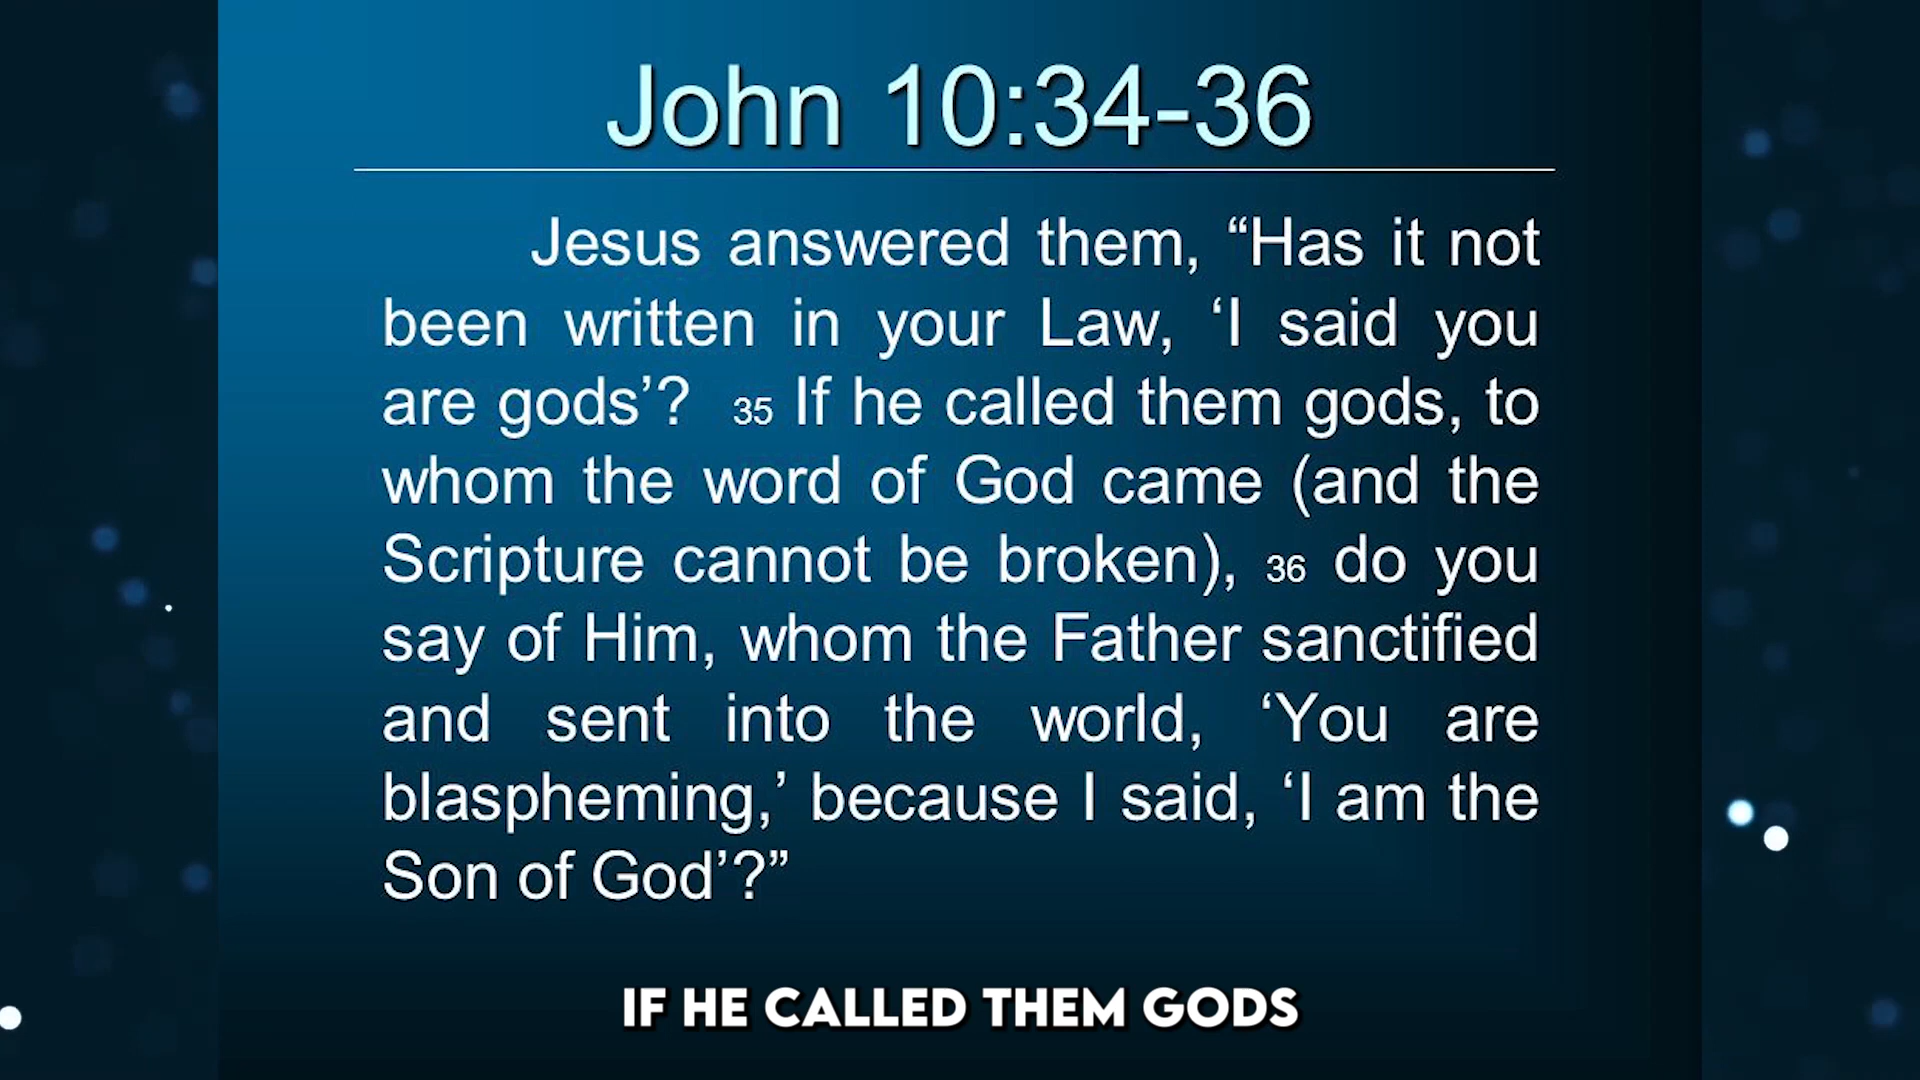 John 10:34-36
Jesus answered them, “Has it not
been written in your Law, ‘I said you
are gods’? 35 If he called them gods, to
whom the word of God came (and the
Scripture cannot be broken), 36 do you
say of Him, whom the Father sanctified
and sent into the world, ‘You are
blaspheming,’ because I said, ‘I am the
Son of God’?”
IF HE CALLED THEM GODS